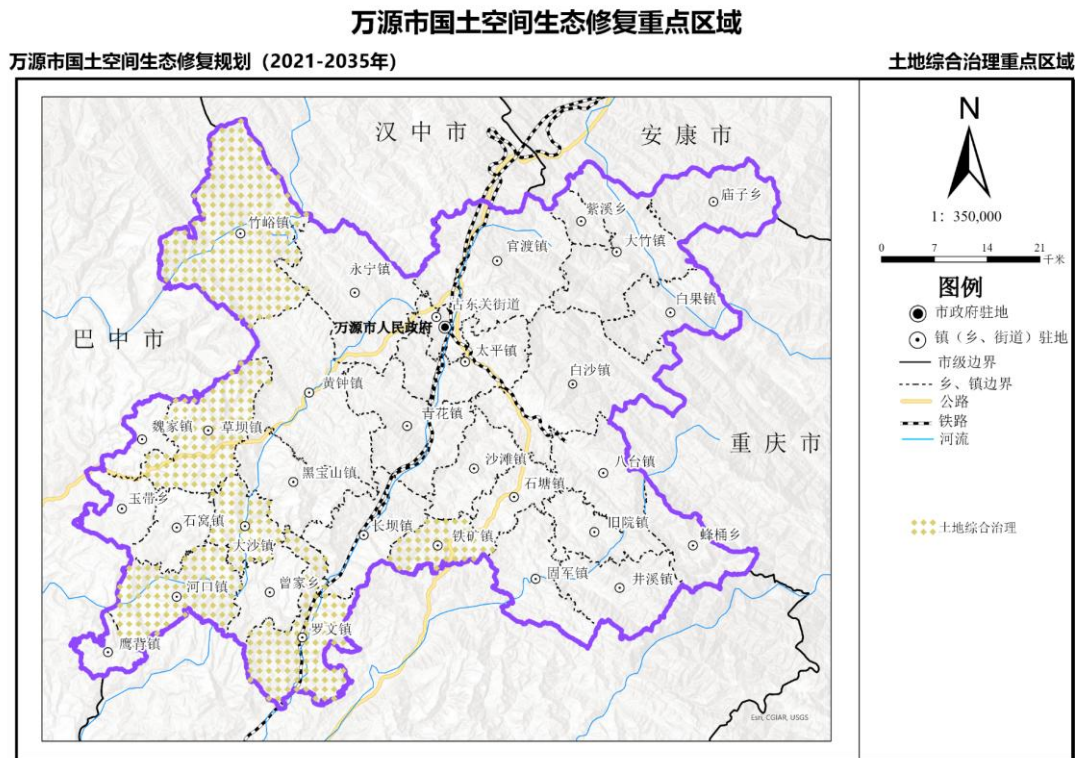 万源市国土空间生态修复重点区域
万源市国土空间生态修复规划（2021-2035年）
土地综合治理重点区域
汉中市
安康市
庙子乡
紫溪乡
竹峪镇
大竹镇
官渡镇
永宁镇
白果镇
古东关街道
万源市人民政府
巴中市
太平镇
白沙镇
黄钟镇
青花镇
魏家镇
草坝镇
重庆市
沙滩镇
八台镇
黑宝山镇
石塘镇
玉带乡
石窝镇
长坝镇
旧院镇
大沙镇
铁矿镇
蜂桶乡
固军镇
井溪镇
河口镇
曾家乡
罗文镇
鹰背镇
Esri, CGIAR, USGS
N
1：350,000
0 7 14 21
千米
图例
市政府驻地
镇（乡、街道）驻地
市级边界
乡、镇边界
公路
铁路
河流
土地综合治理